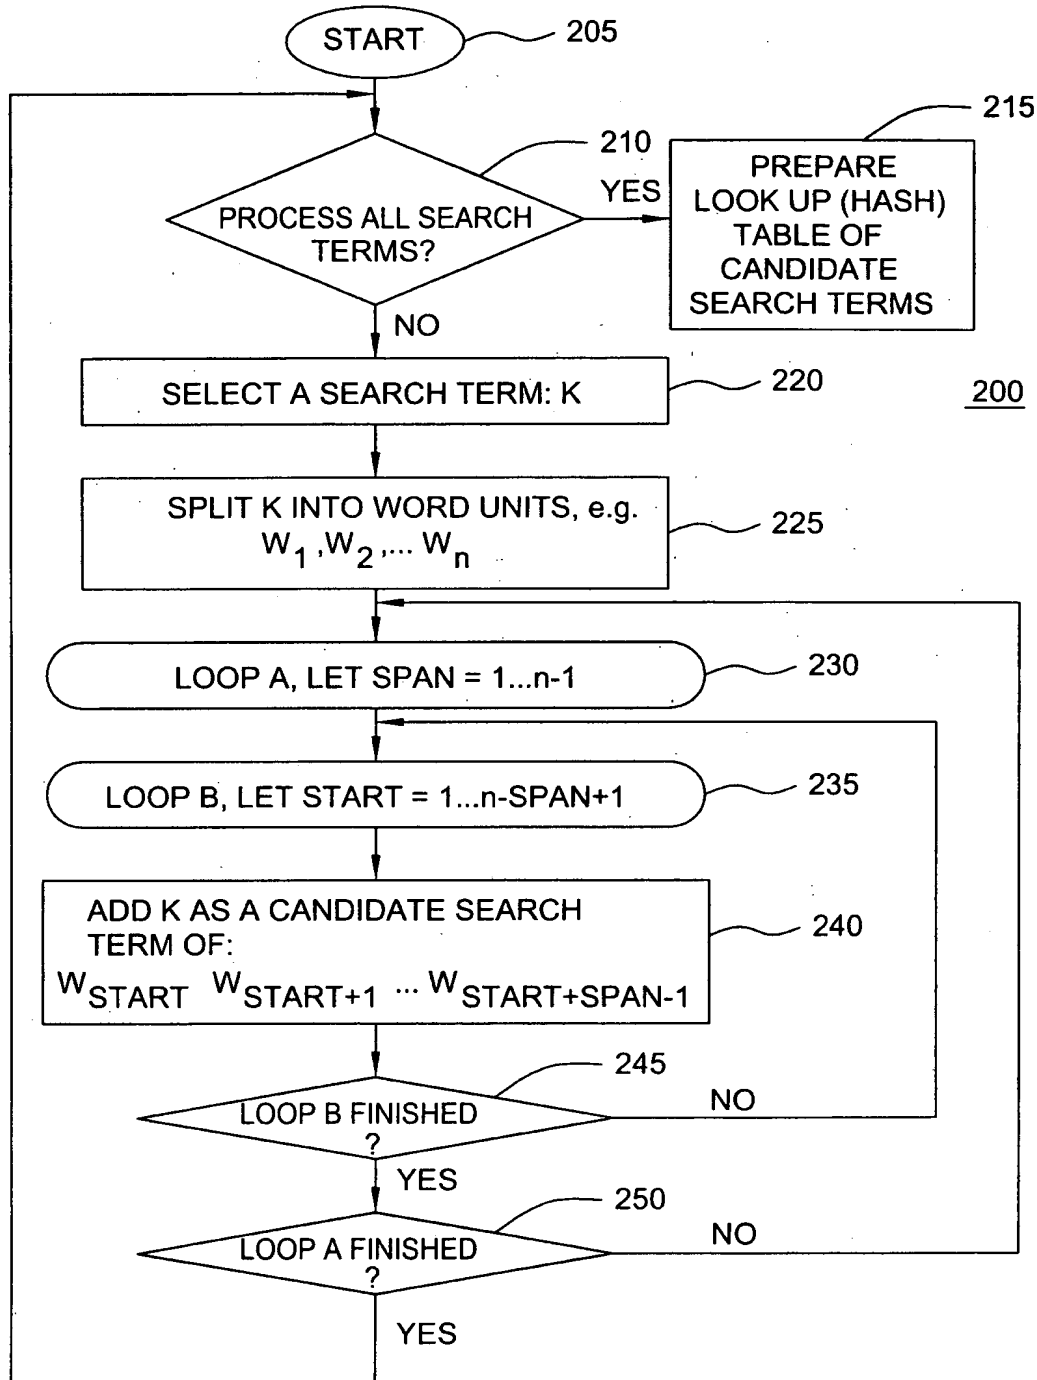 START
205
215
210
PREPARE
LOOK UP (HASH)
TABLE OF
CANDIDATE
SEARCH TERMS
YES
PROCESS ALL SEARCH
TERMS?
NO
SELECT A SEARCH TERM: K
220
200
SPLIT K INTO WORD UNITS, e.g.
W1,W2,... Wn
225
LOOP A, LET SPAN = 1...n-1
230
LOOP B, LET START = 1...n-SPAN+1
235
ADD K AS A CANDIDATE SEARCH
TERM OF:
WSTART WSTART+1 ... WSTART+SPAN-1
240
245
LOOP B FINISHED
?
NO
YES
250
LOOP A FINISHED
?
NO
YES